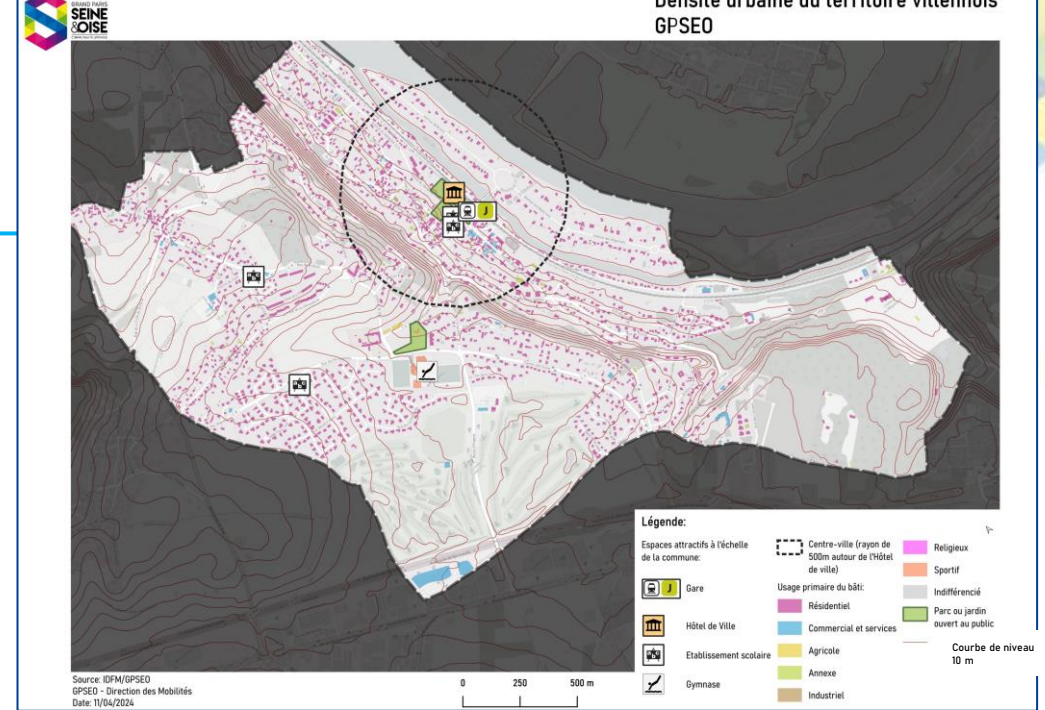 GRAND PARIS
SEINE
&OISE
Densité urbaine du territoire villennois
GPSEO
J
Légende:
Espaces attractifs à l'échelle
de la commune:
J
Gare
Hôtel de Ville
Etablissement scolaire
Gymnase
Centre-ville (rayon de
500m autour de l'Hôtel
de ville)
Usage primaire du bâti:
Résidentiel
Commercial et services
Agricole
Annexe
Industriel
Religieux
Sportif
Indifférencié
Parc ou jardin
ouvert au public
Courbe de niveau
10 m
Source: IDFM/GPSEO
GPSEO - Direction des Mobilités
Date: 11/04/2024
0 250 500 m